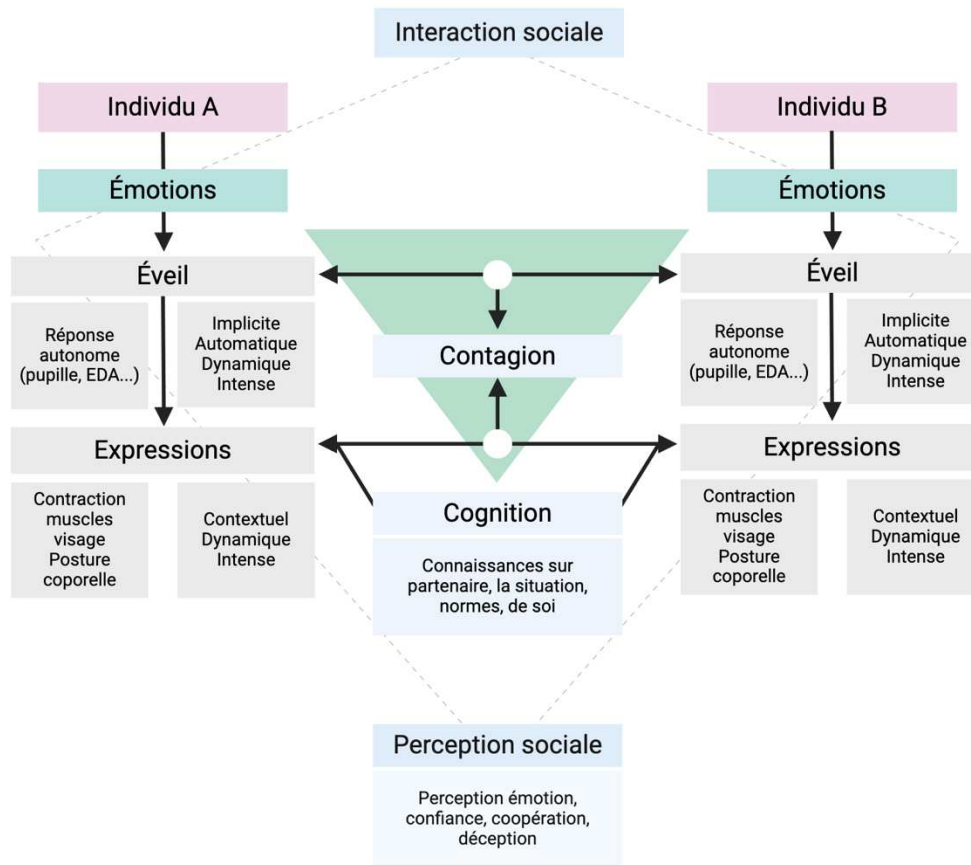 Interaction sociale
Individu A
Individu B
Émotions
Émotions
Éveil
Éveil
Réponse
autonome
(pupille, EDA...)
Implicite
Automatique
Dynamique
Intense
Contagion
Réponse
autonome
(pupille, EDA...)
Implicite
Automatique
Dynamique
Intense
Expressions
Expressions
Contraction
muscles
visage
Posture
coporelle
Contextuel
Dynamique
Intense
Cognition
Connaissances sur
partenaire, la situation,
normes, de soi
Contraction
muscles
visage
Posture
coporelle
Contextuel
Dynamique
Intense
Perception sociale
Perception émotion,
confiance, coopération,
déception